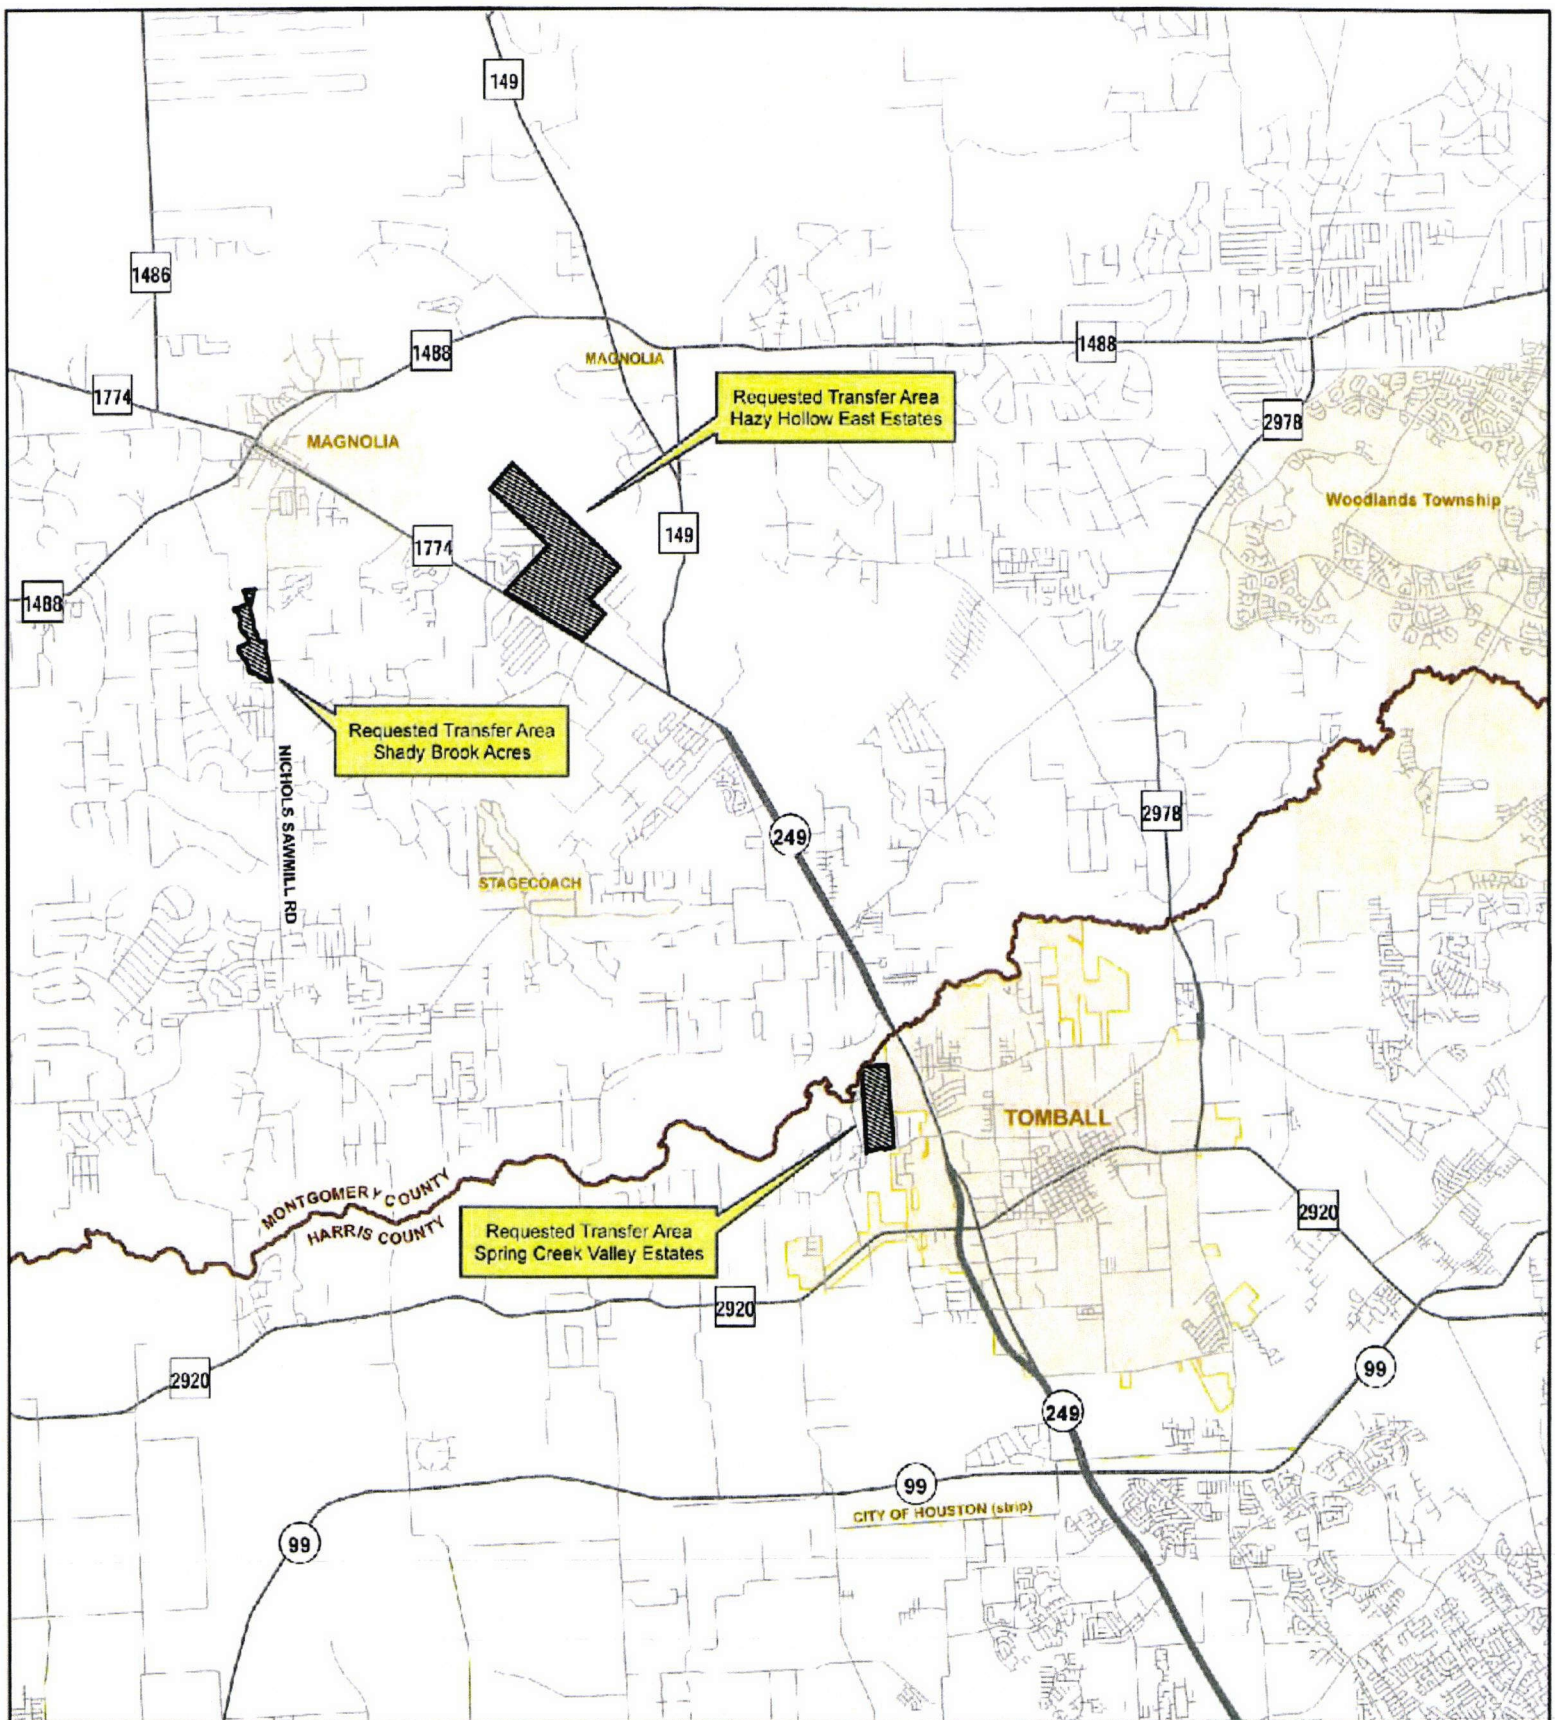 149
1486
1488
MAGNOLIA
1488
1774
Requested Transfer Area
Hazy Hollow East Estates
2978
MAGNOLIA
Woodlands Township
149
1774
1488
Requested Transfer Area
Shady Brook Acres
NICHOLS SAWMILL RD
249
2978
STAGECOACH
TOMBALL
MONTGOMERY COUNTY
HARRIS COUNTY
Requested Transfer Area
Spring Creek Valley Estates
2920
2920
2920
99
249
99
CITY OF HOUSTON (strip)
99